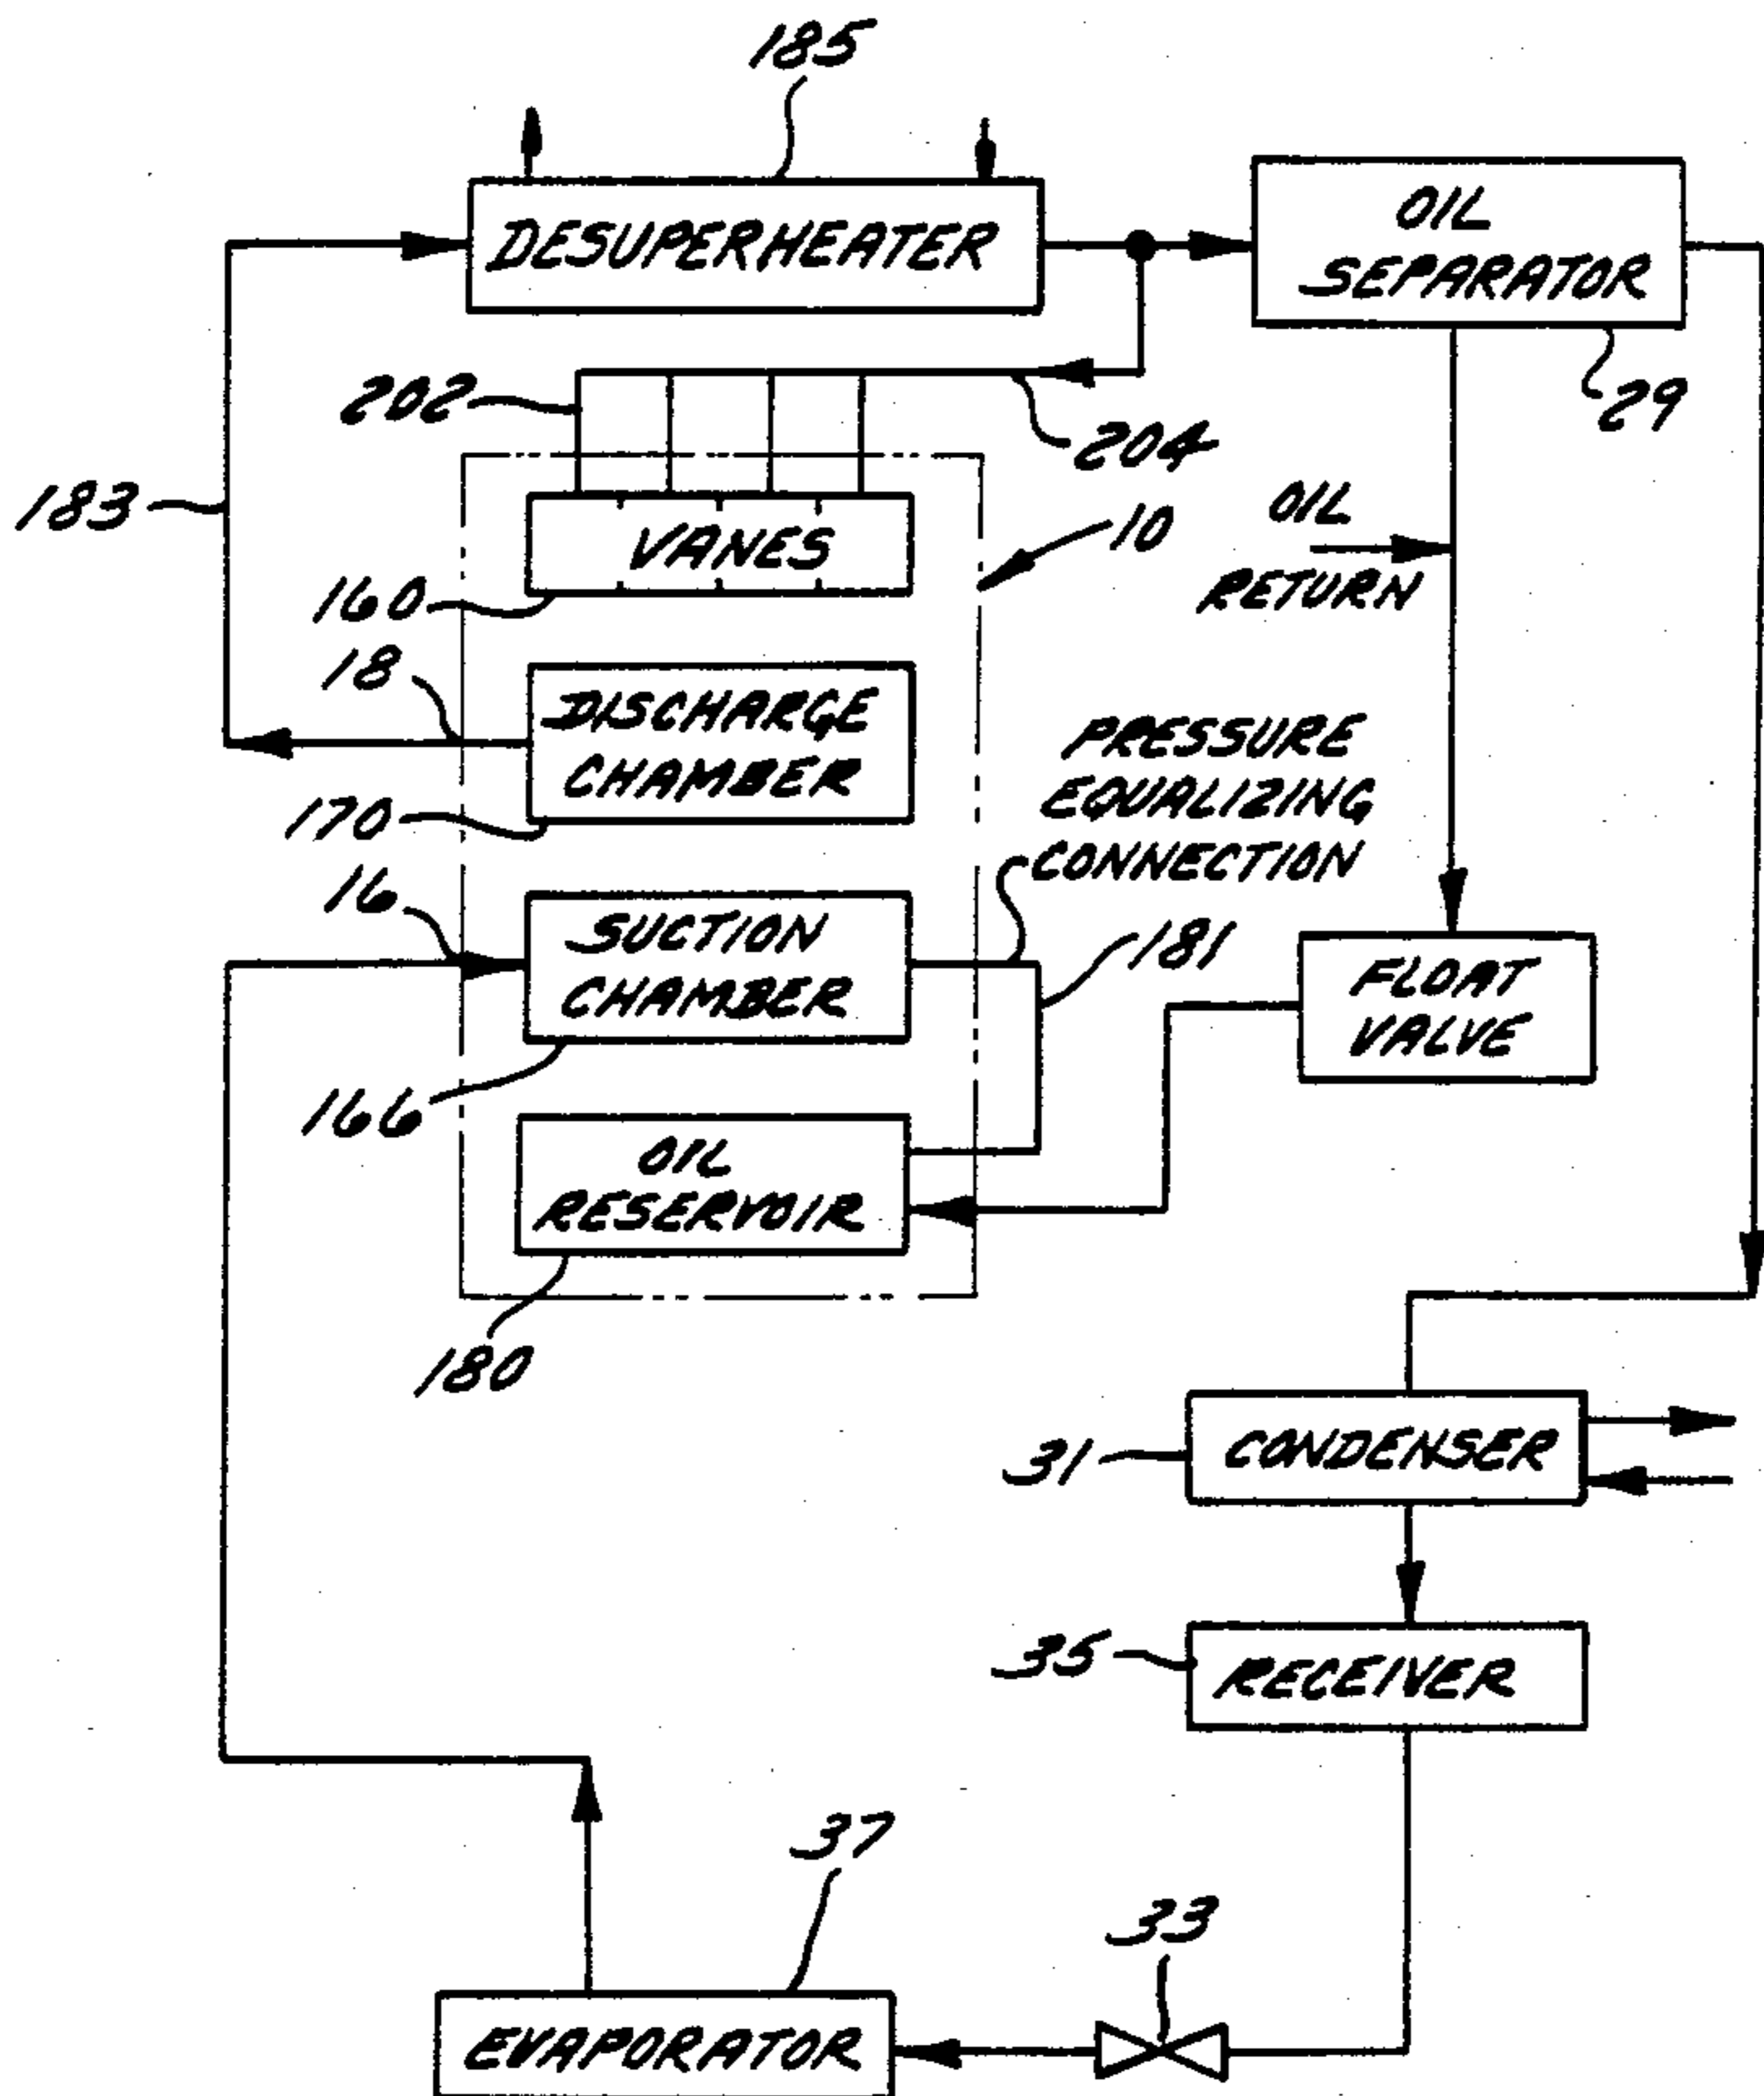 185
DESUPERHEATER
OIL
SEPARATOR
202
204
29
183
VANES
10
OIL
RETURN
160
18
DISCHARGE
CHAMBER
PRESSURE
EQUALIZING
CONNECTION
170
16
SUCTION
CHAMBER
181
FLOAT
VALVE
166
OIL
RESERVOIR
180
31
CONDENSER
35
RECEIVER
37
33
EVAPORATOR